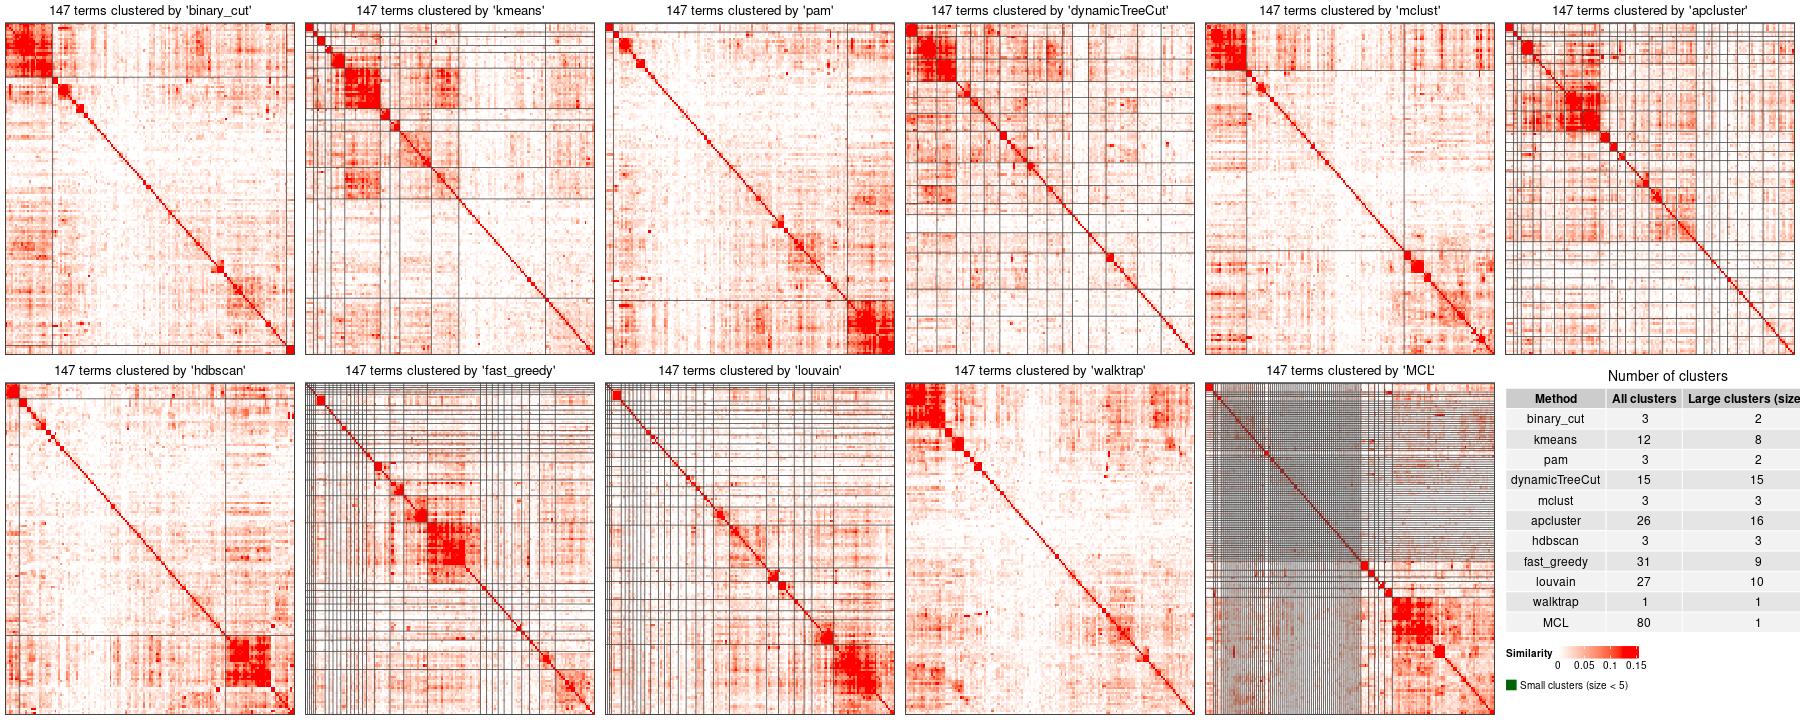 147 terms clustered by 'binary_cut'
147 terms clustered by 'kmeans'
147 terms clustered by 'pam'
147 terms clustered by 'dynamicTreeCut'
147 terms clustered by 'mclust'
147 terms clustered by 'apcluster'
147 terms clustered by 'hdbscan'
147 terms clustered by 'fast_greedy'
147 terms clustered by 'louvain'
147 terms clustered by 'walktrap'
147 terms clustered by 'MCL'
Number of clusters
Method All clusters Large clusters (size
binary_cut 3 2
kmeans 12 8
pam 3 2
dynamicTreeCut 15 15
mclust 3 3
apcluster 26 16
hdbscan 3 3
fast_greedy 31 9
louvain 27 10
walktrap 1 1
MCL 80 1
Similarity
0 0.05 0.1 0.15
Small clusters (size < 5)